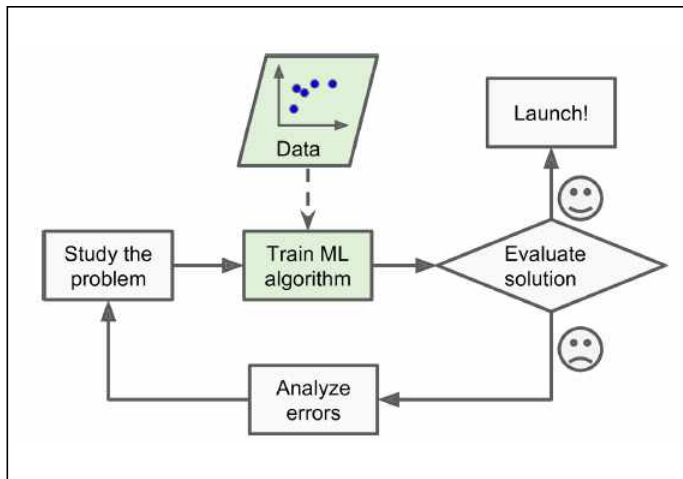 Data
Launch!
Study the
problem
Train ML
algorithm
Evaluate
solution
Analyze
errors